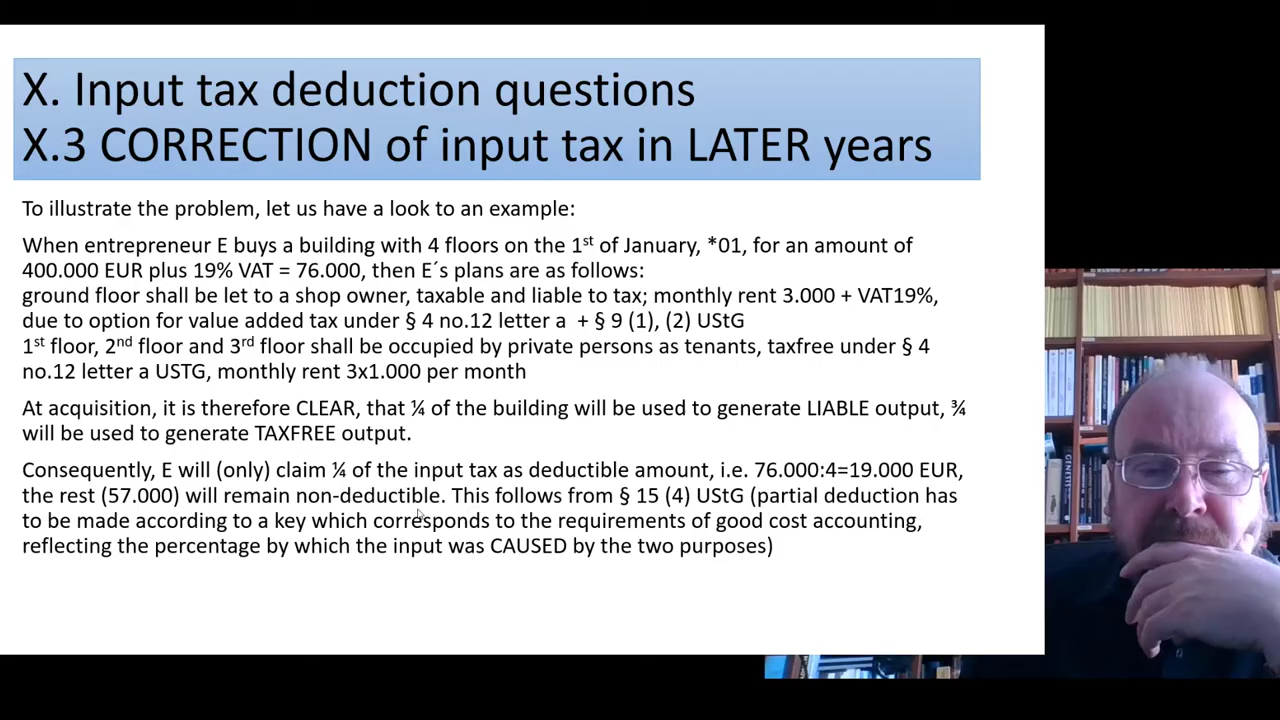 X. Input tax deduction questions
X.3 CORRECTION of input tax in LATER years
To illustrate the problem, let us have a look to an example:
When entrepreneur E buys a building with 4 floors on the 1st of January, *01, for an amount of
400.000 EUR plus 19% VAT = 76.000, then E´s plans are as follows:
ground floor shall be let to a shop owner, taxable and liable to tax; monthly rent 3.000 + VAT19%,
due to option for value added tax under § 4 no.12 letter a + § 9 (1), (2) UStG
1st floor, 2nd floor and 3rd floor shall be occupied by private persons as tenants, taxfree under § 4
no.12 letter a USTG, monthly rent 3x1.000 per month
At acquisition, it is therefore CLEAR, that ¼ of the building will be used to generate LIABLE output, ¾
will be used to generate TAXFREE output.
Consequently, E will (only) claim ¼ of the input tax as deductible amount, i.e. 76.000:4=19.000 EUR,
the rest (57.000) will remain non-deductible. This follows from § 15 (4) UStG (partial deduction has
to be made according to a key which corresponds to the requirements of good cost accounting,
reflecting the percentage by which the input was CAUSED by the two purposes)